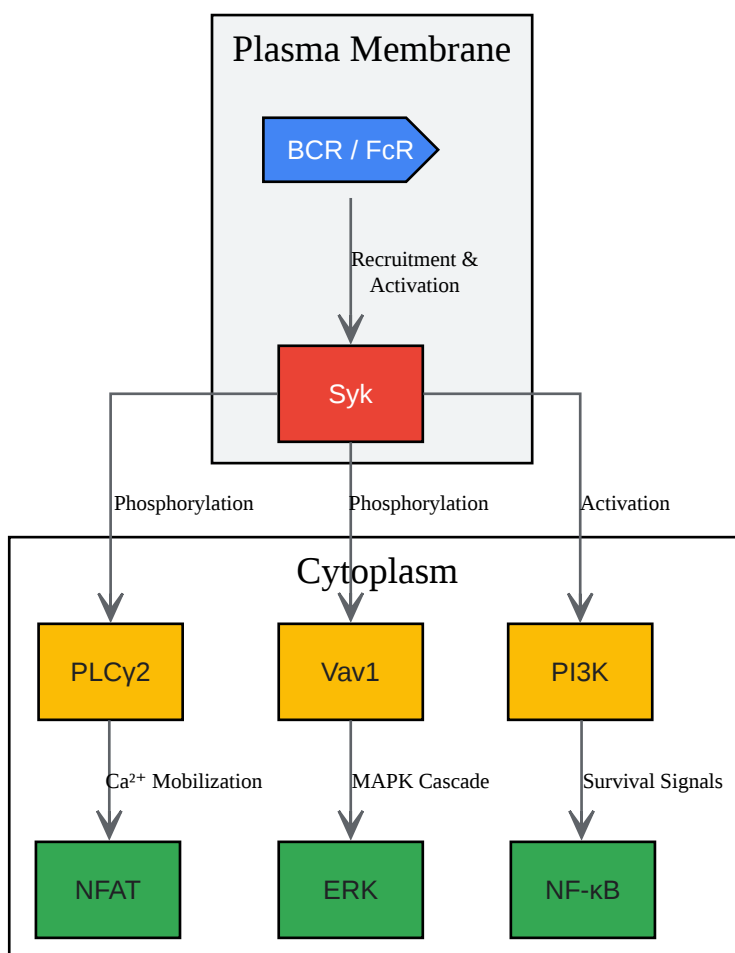 Plasma Membrane
BCR / FcR
Recruitment &
Activation
Syk
Phosphorylation
Phosphorylation
Activation
Cytoplasm
PLCγ2
Vav1
PI3K
Ca²⁺ Mobilization
MAPK Cascade
Survival Signals
NFAT
ERK
NF-κB